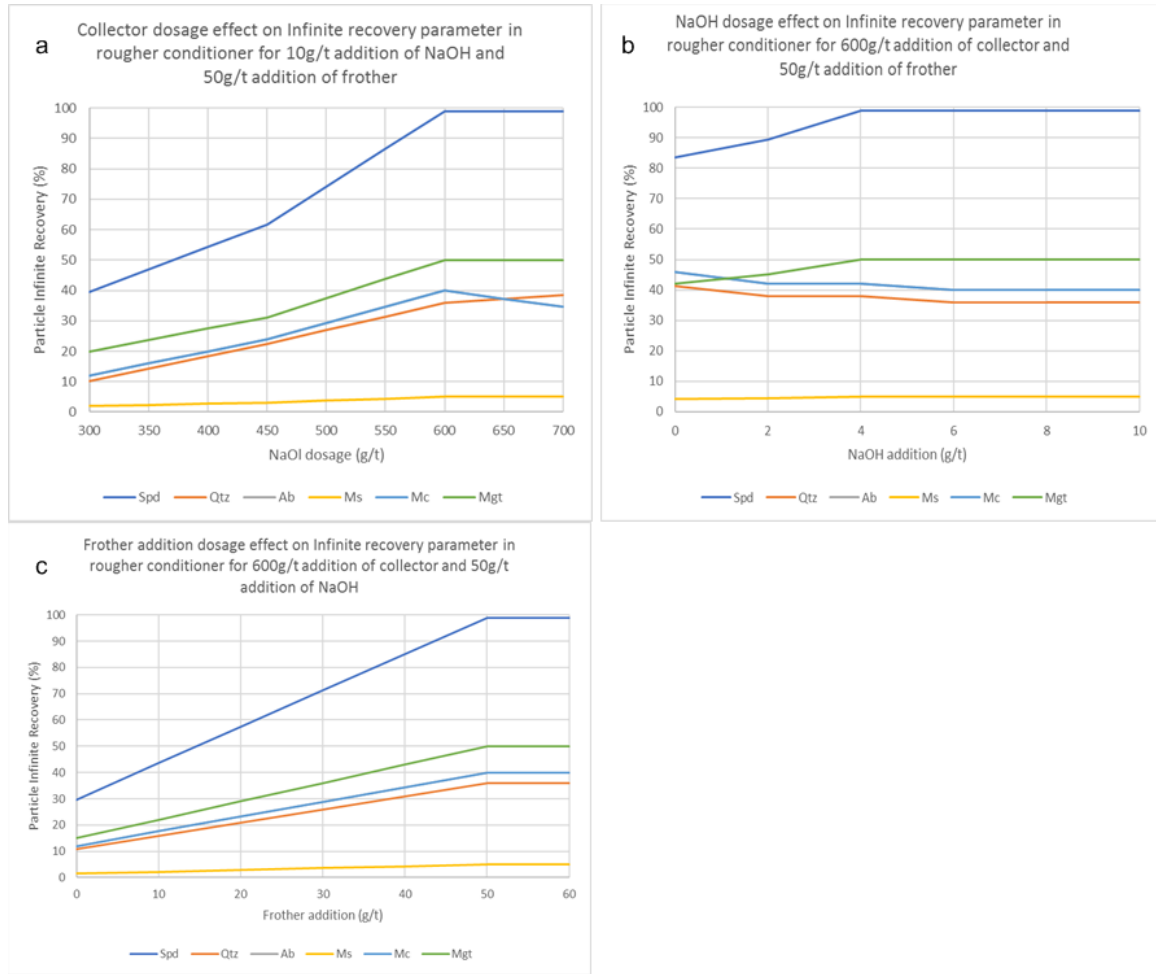 a
Collector dosage effect on Infinite recovery parameter in
rougher conditioner for 10g/t addition of NaOH and
50g/t addition of frother
Particle Infinite Recovery (%)
100
90
80
70
60
50
40
30
20
10
0
300 350 400 450 500 550 600 650 700
NaOl dosage (g/t)
Spd Qtz Ab Ms Mc Mgt
b
NaOH dosage effect on Infinite recovery parameter in
rougher conditioner for 600g/t addition of collector and
50g/t addition of frother
Particle Infinite Recovery (%)
100
90
80
70
60
50
40
30
20
10
0
0 2 4 6 8 10
NaOH addition (g/t)
Spd Qtz Ab Ms Mc Mgt
c
Frother addition dosage effect on Infinite recovery parameter in
rougher conditioner for 600g/t addition of collector and 50g/t
addition of NaOH
Particle Infinite Recovery (%)
100
90
80
70
60
50
40
30
20
10
0
0 10 20 30 40 50 60
Frother addition (g/t)
Spd Qtz Ab Ms Mc Mgt